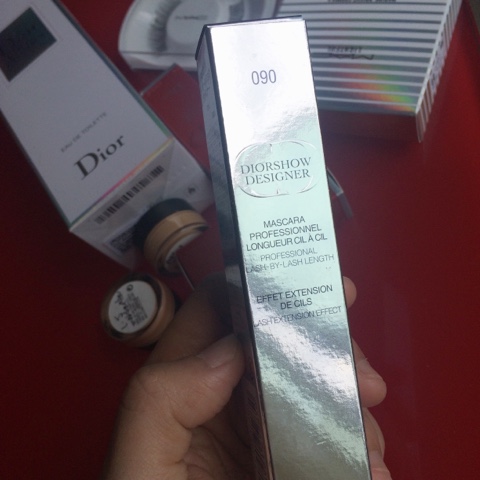 090
DIORSHOW
DESIGNER
MASCARA
PROFESSIONNEL
LONGUEUR CIL À CIL
PROFESSIONAL
LASH-BY-LASH LENGTH
EFFET EXTENSION
DE CILS
LASH EXTENSION EFFECT
EAU DE TOILETTE
Dior